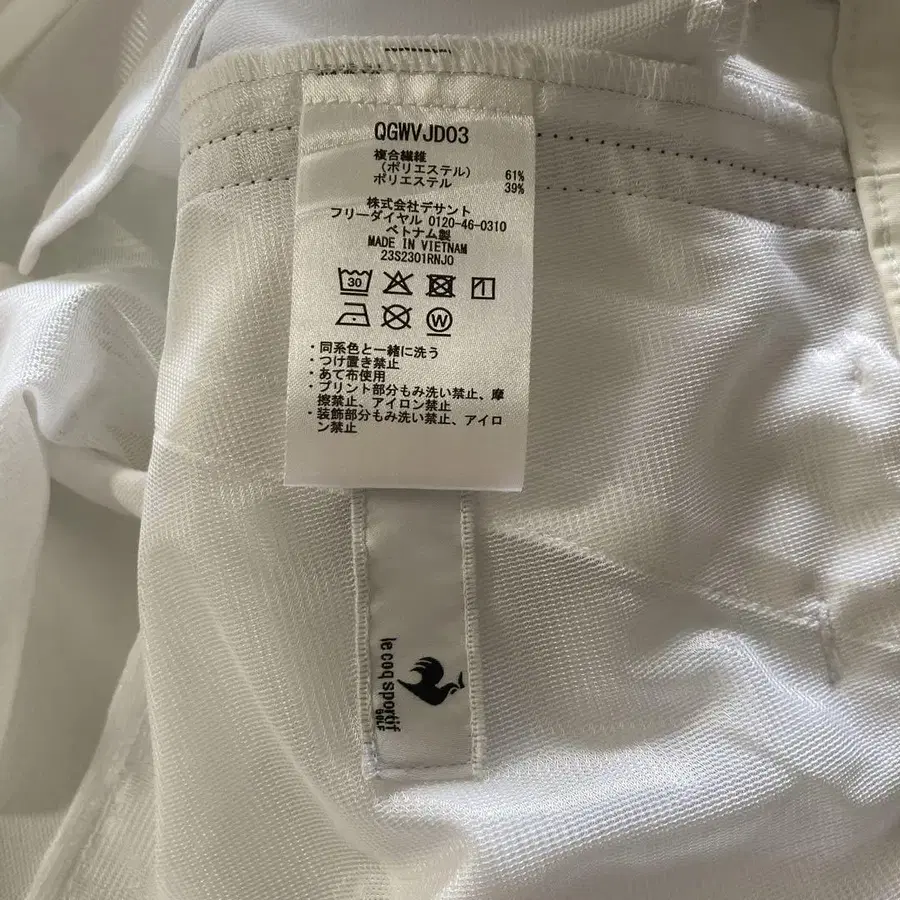 QGWVJD03
複合繊維
（ポリエステル） 61%
ポリエステル 39%
株式会社デサント
フリーダイヤル 0120-46-0310
ベトナム製
MADE IN VIETNAM
23S2301RNJO
30
W
・同系色と一緒に洗う
・つけ置き禁止
・あて布使用
・プリント部分もみ洗い禁止、摩
擦禁止、アイロン禁止
・装飾部分もみ洗い禁止、アイロ
ン禁止
le coq sportif
GOLF